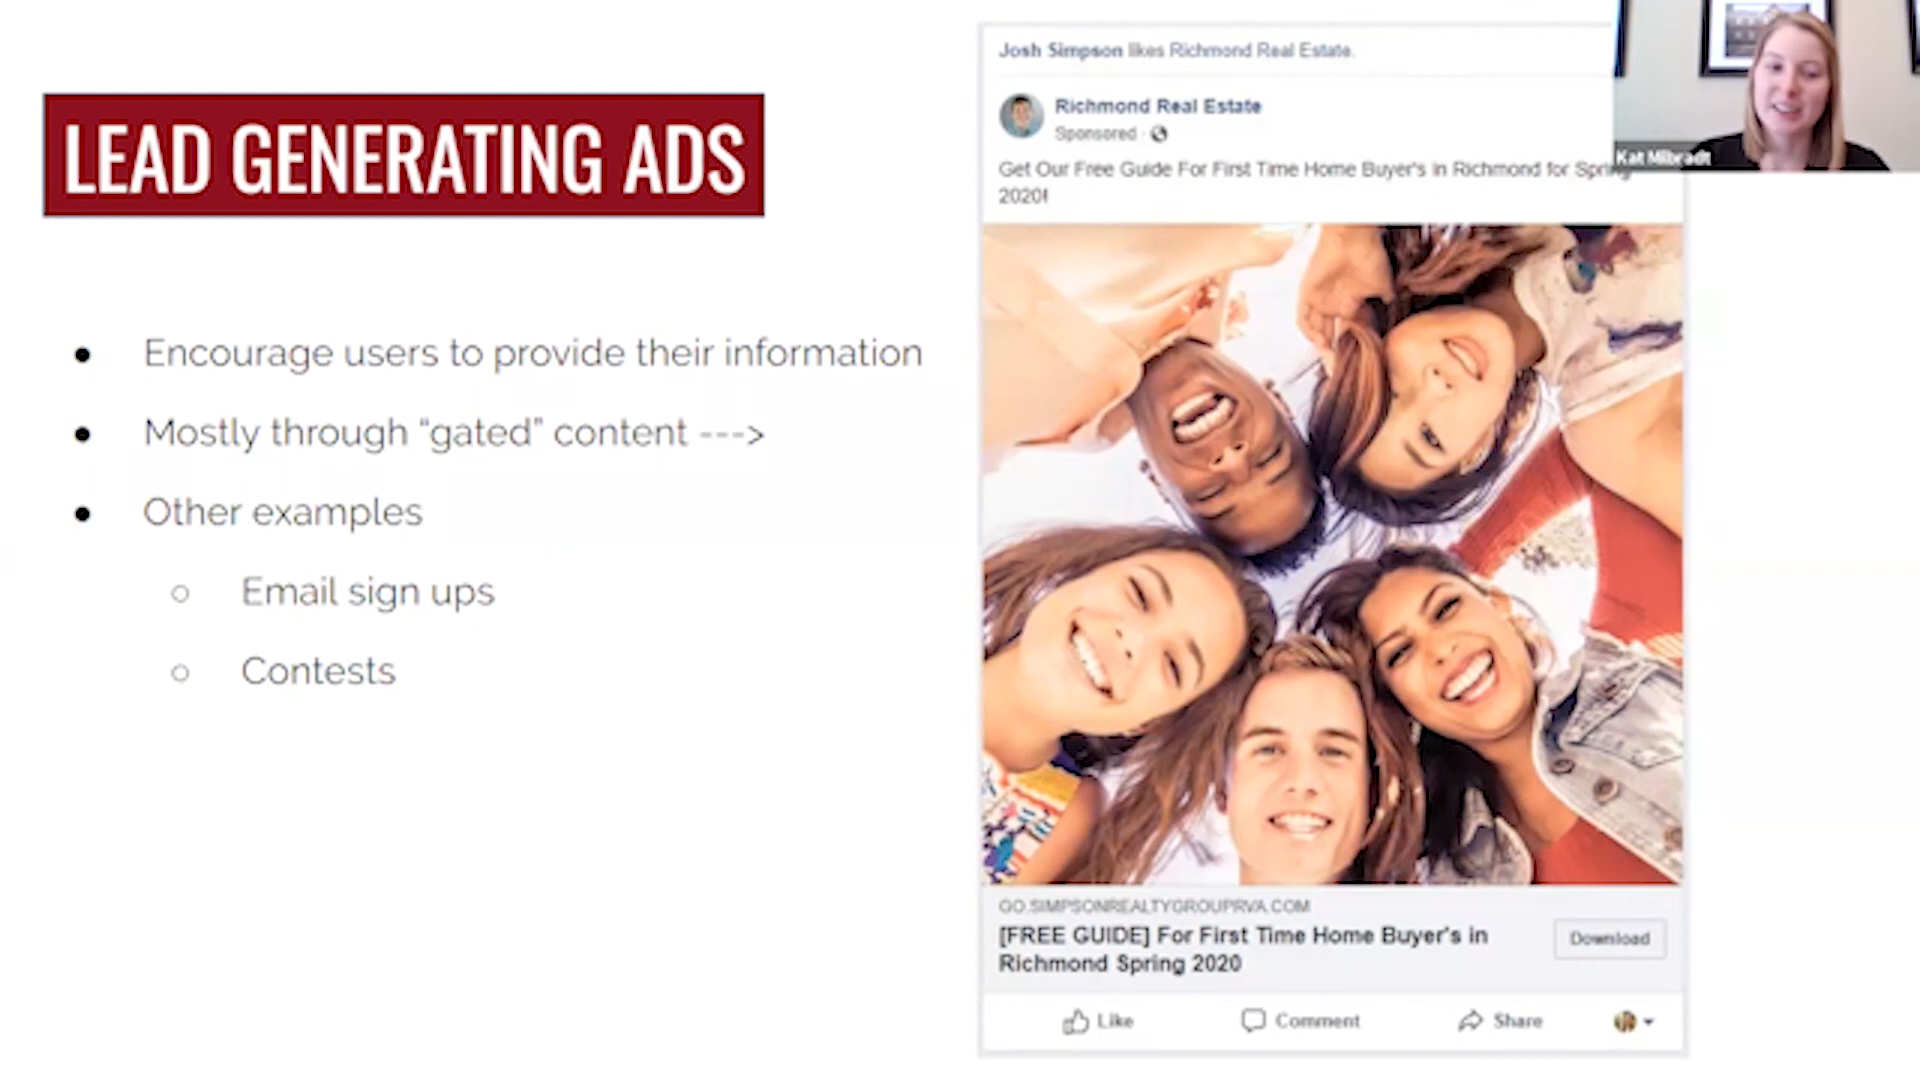 LEAD GENERATING ADS
● Encourage users to provide their information
● Mostly through “gated” content --->
● Other examples
○ Email sign ups
○ Contests
Josh Simpson likes Richmond Real Estate.
Richmond Real Estate
Sponsored ·
Get Our Free Guide For First Time Home Buyer's in Richmond for Spring
2020!
GO.SIMPSONREALTYGROUPRVA.COM
[FREE GUIDE] For First Time Home Buyer's in
Richmond Spring 2020
Download
Like Comment Share
Kat Milbradt